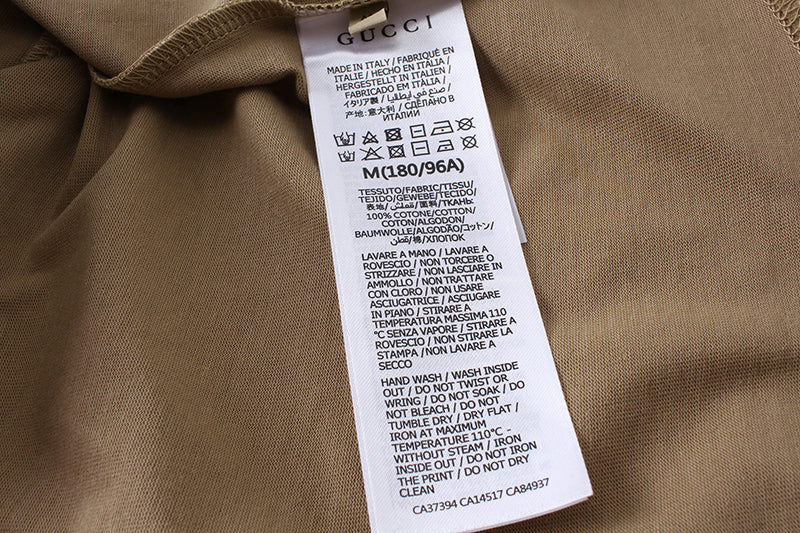 GUCCI
MADE IN ITALY / FABRIQUÉ EN
ITALIE / HECHO EN ITALIA /
HERGESTELLT IN ITALIEN /
FABRICADO EM ITÁLIA /
イタリア製 / صنع في ايطاليا /
产地:意大利 / СДЕЛАНО В
ИТАЛИИ
M(180/96A)
TESSUTO/FABRIC/TISSU/
TEJIDO/GEWEBE/TECIDO/
表地/قماش/面料/ТКАНЬ:
100% COTONE/COTTON/
COTON/ALGODON/
BAUMWOLLE/ALGODÃO/コットン/
قطن/棉/ХЛОПОК
LAVARE A MANO / LAVARE A
ROVESCIO / NON TORCERE O
STRIZZARE / NON LASCIARE IN
AMMOLLO / NON TRATTARE
CON CLORO / NON USARE
ASCIUGATRICE / ASCIUGARE
IN PIANO / STIRARE A
TEMPERATURA MASSIMA 110
°C SENZA VAPORE / STIRARE A
ROVESCIO / NON STIRARE LA
STAMPA / NON LAVARE A
SECCO
HAND WASH / WASH INSIDE
OUT / DO NOT TWIST OR
WRING / DO NOT SOAK / DO
NOT BLEACH / DO NOT
TUMBLE DRY / DRY FLAT /
IRON AT MAXIMUM
TEMPERATURE 110°C -
WITHOUT STEAM / IRON
INSIDE OUT / DO NOT IRON
THE PRINT / DO NOT DRY
CLEAN
CA37394 CA14517 CA84937